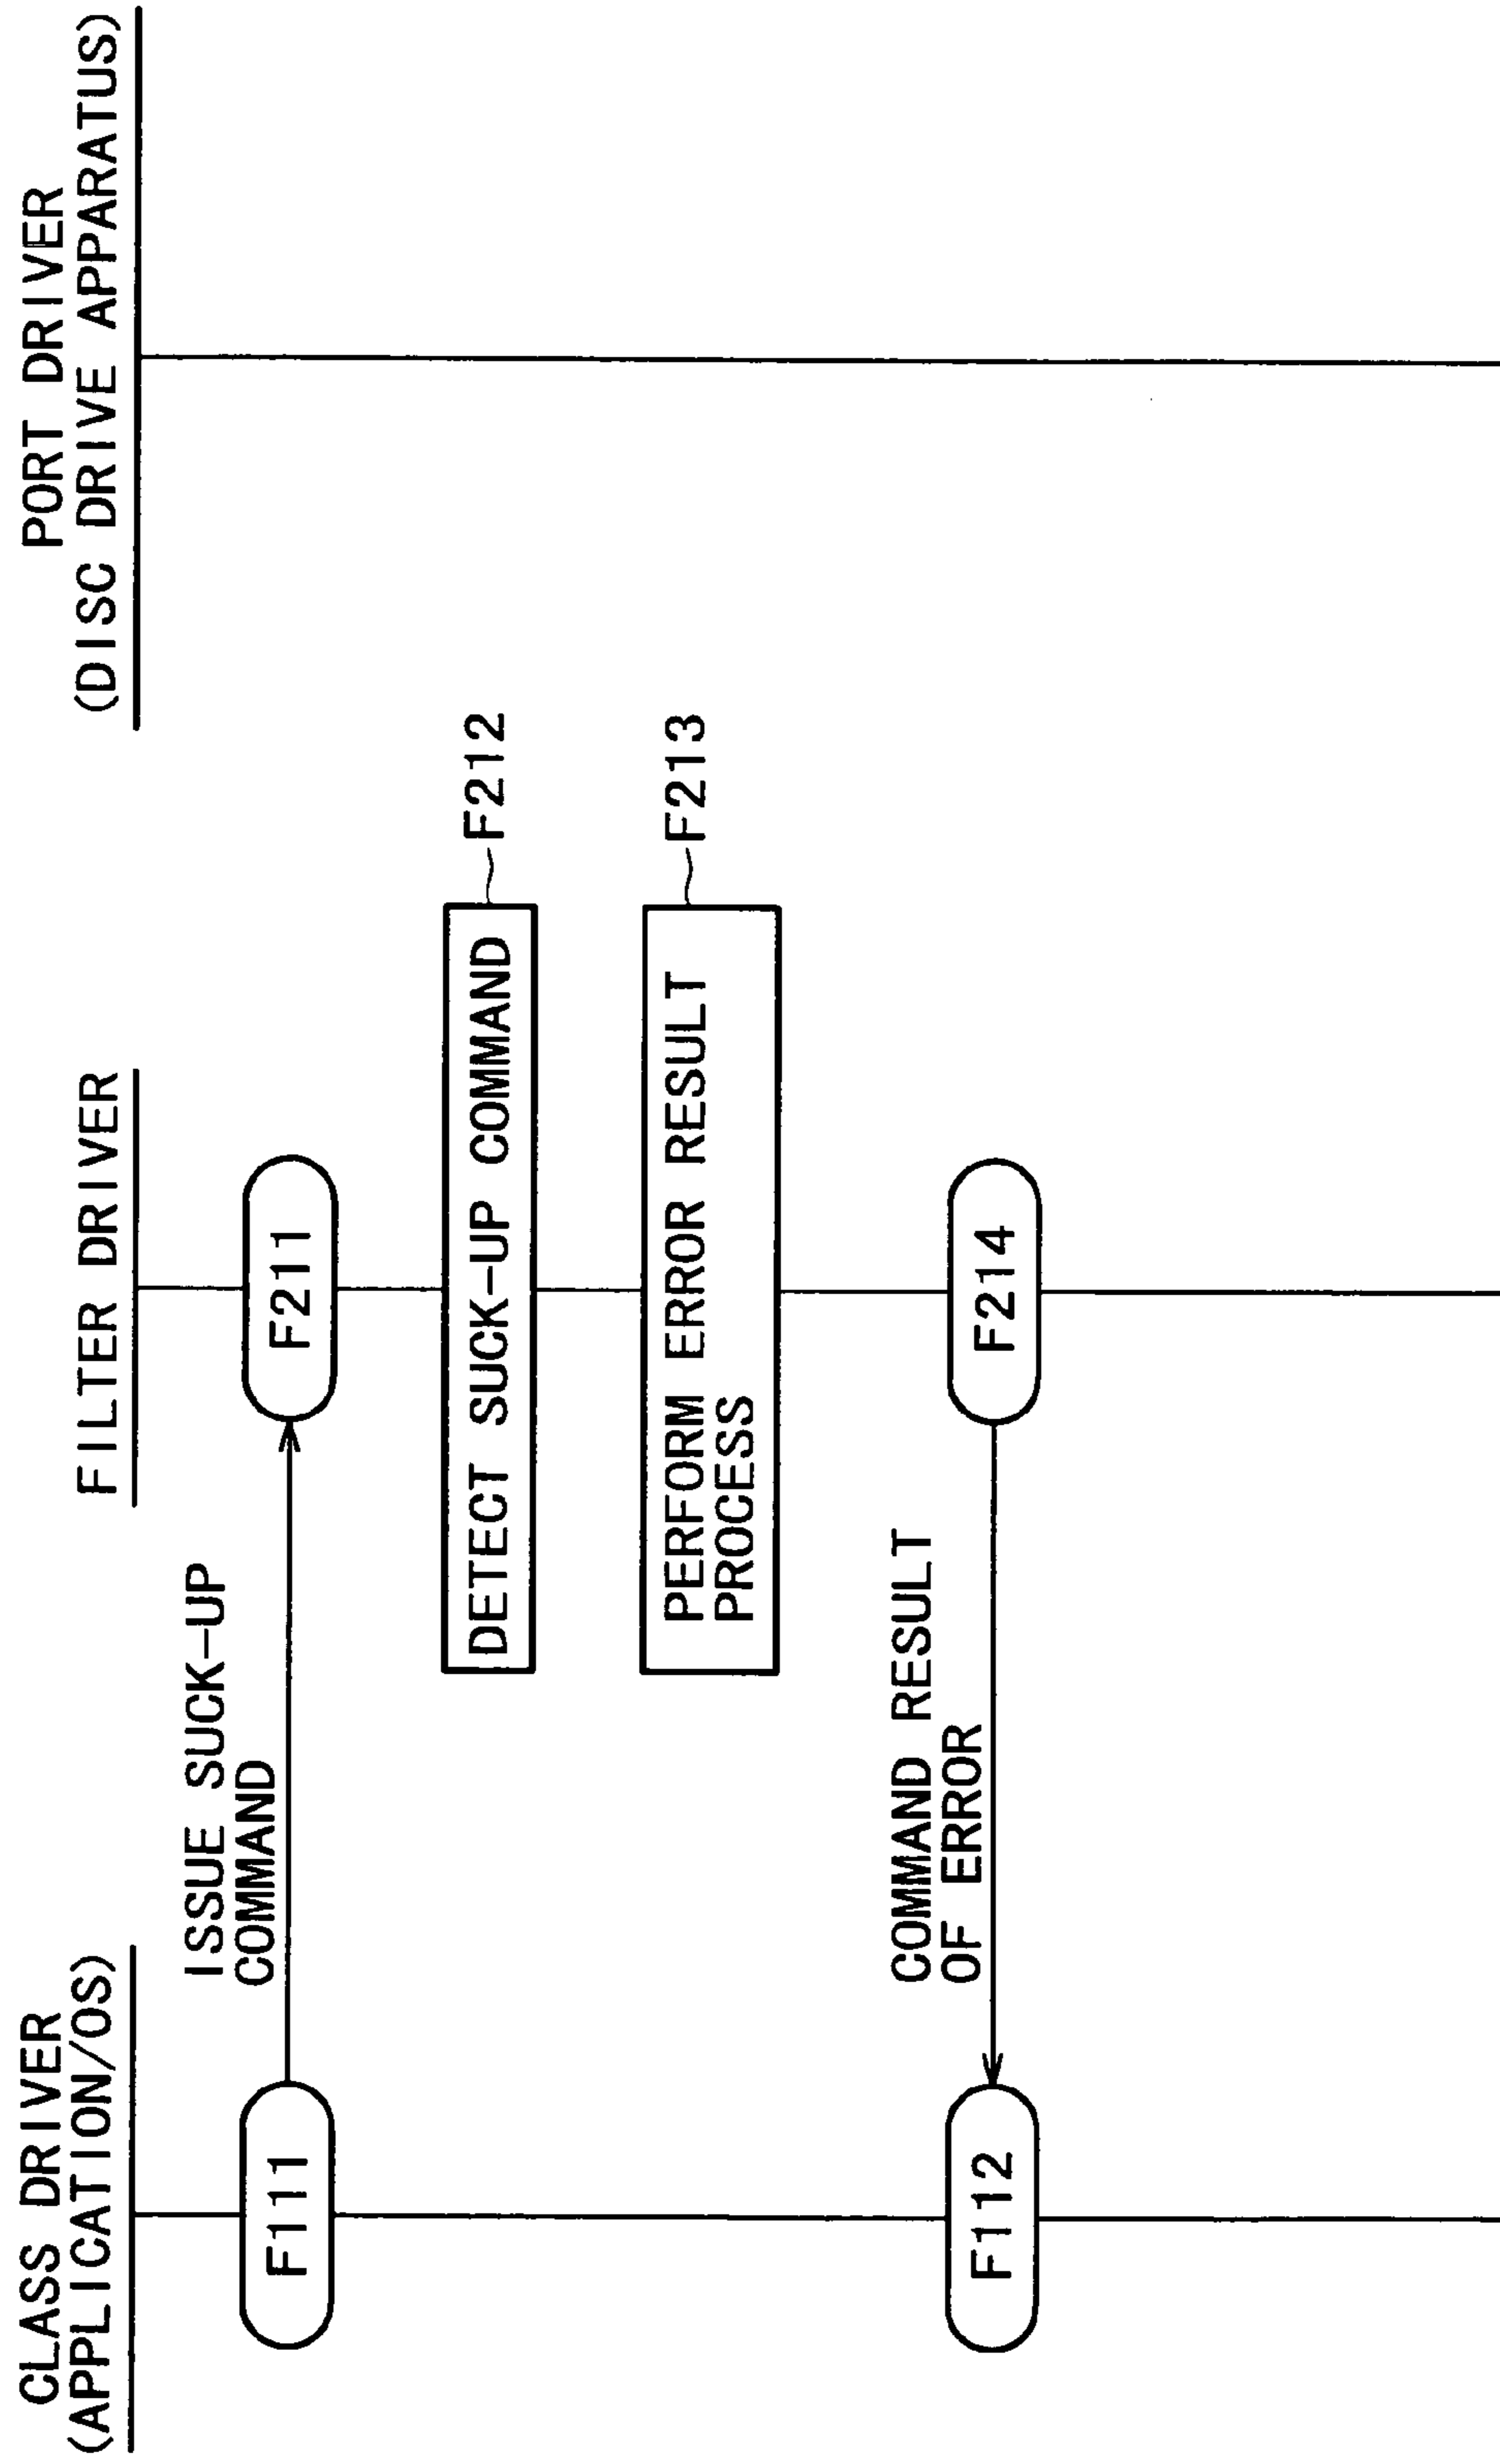 CLASS DRIVER
(APPLICATION/OS)
FILTER DRIVER
PORT DRIVER
(DISC DRIVE APPARATUS)
ISSUE SUCK-UP
COMMAND
F111
F211
DETECT SUCK-UP COMMAND
F212
PERFORM ERROR RESULT
PROCESS
F213
COMMAND RESULT
OF ERROR
F112
F214